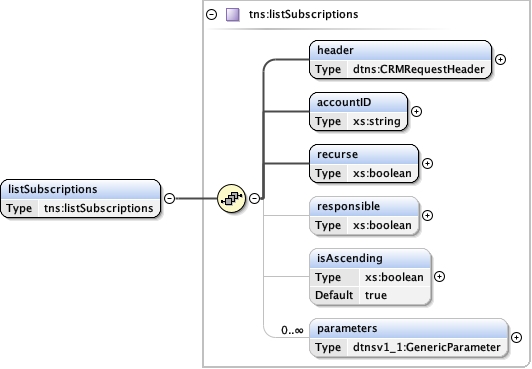 tns:listSubscriptions
header
Type dtns:CRMRequestHeader
accountID
Type xs:string
recurse
Type xs:boolean
listSubscriptions
Type tns:listSubscriptions
responsible
Type xs:boolean
isAscending
Type xs:boolean
Default true
0..∞
parameters
Type dtnsv1_1:GenericParameter